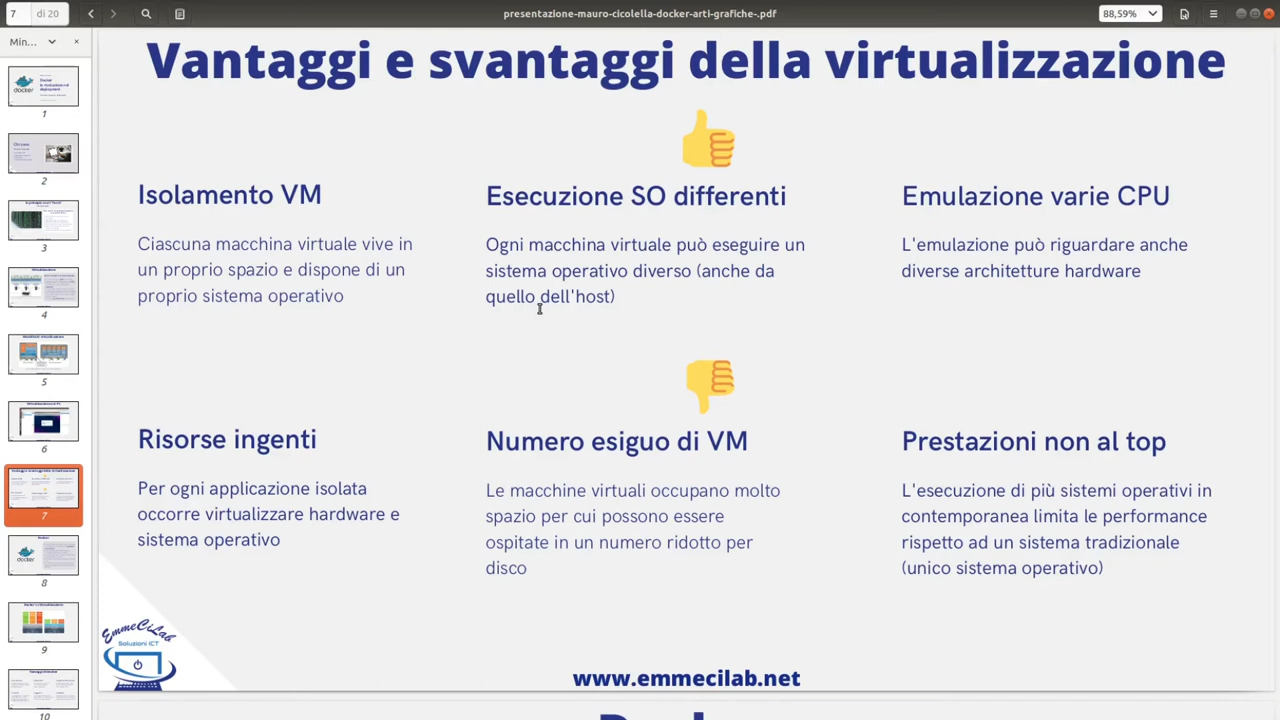 7 di 20
presentazione-mauro-cicolella-docker-arti-grafiche-.pdf
88,59%
Min...
1
2
3
4
5
6
7
8
9
10
Vantaggi e svantaggi della virtualizzazione
Isolamento VM
Ciascuna macchina virtuale vive in
un proprio spazio e dispone di un
proprio sistema operativo
Esecuzione SO differenti
Ogni macchina virtuale può eseguire un
sistema operativo diverso (anche da
quello dell'host)
Emulazione varie CPU
L'emulazione può riguardare anche
diverse architetture hardware
Risorse ingenti
Per ogni applicazione isolata
occorre virtualizzare hardware e
sistema operativo
Numero esiguo di VM
Le macchine virtuali occupano molto
spazio per cui possono essere
ospitate in un numero ridotto per
disco
Prestazioni non al top
L'esecuzione di più sistemi operativi in
contemporanea limita le performance
rispetto ad un sistema tradizionale
(unico sistema operativo)
EmmeCiLab
Soluzioni ICT
www.emmecilab.net